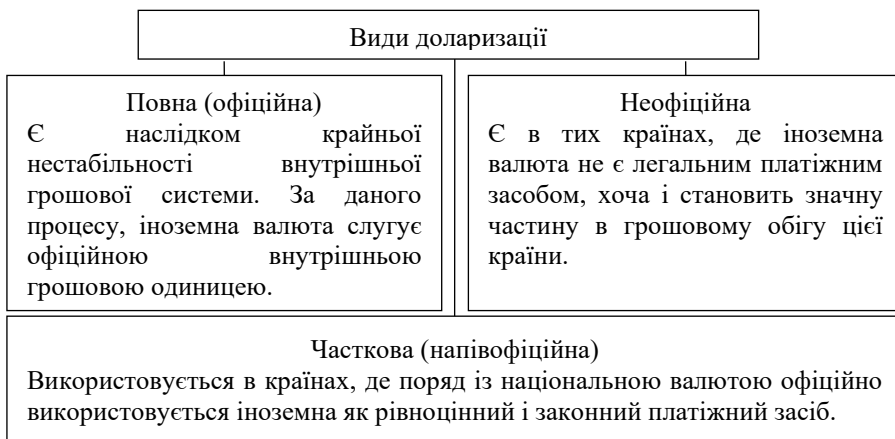 Види доларизації
Повна (офіційна)
Є наслідком крайньої
нестабільності внутрішньої
грошової системи. За даного
процесу, іноземна валюта слугує
офіційною внутрішньою
грошовою одиницею.
Неофіційна
Є в тих країнах, де іноземна
валюта не є легальним платіжним
засобом, хоча і становить значну
частину в грошовому обігу цієї
країни.
Часткова (напівофіційна)
Використовується в країнах, де поряд із національною валютою офіційно
використовується іноземна як рівноцінний і законний платіжний засіб.